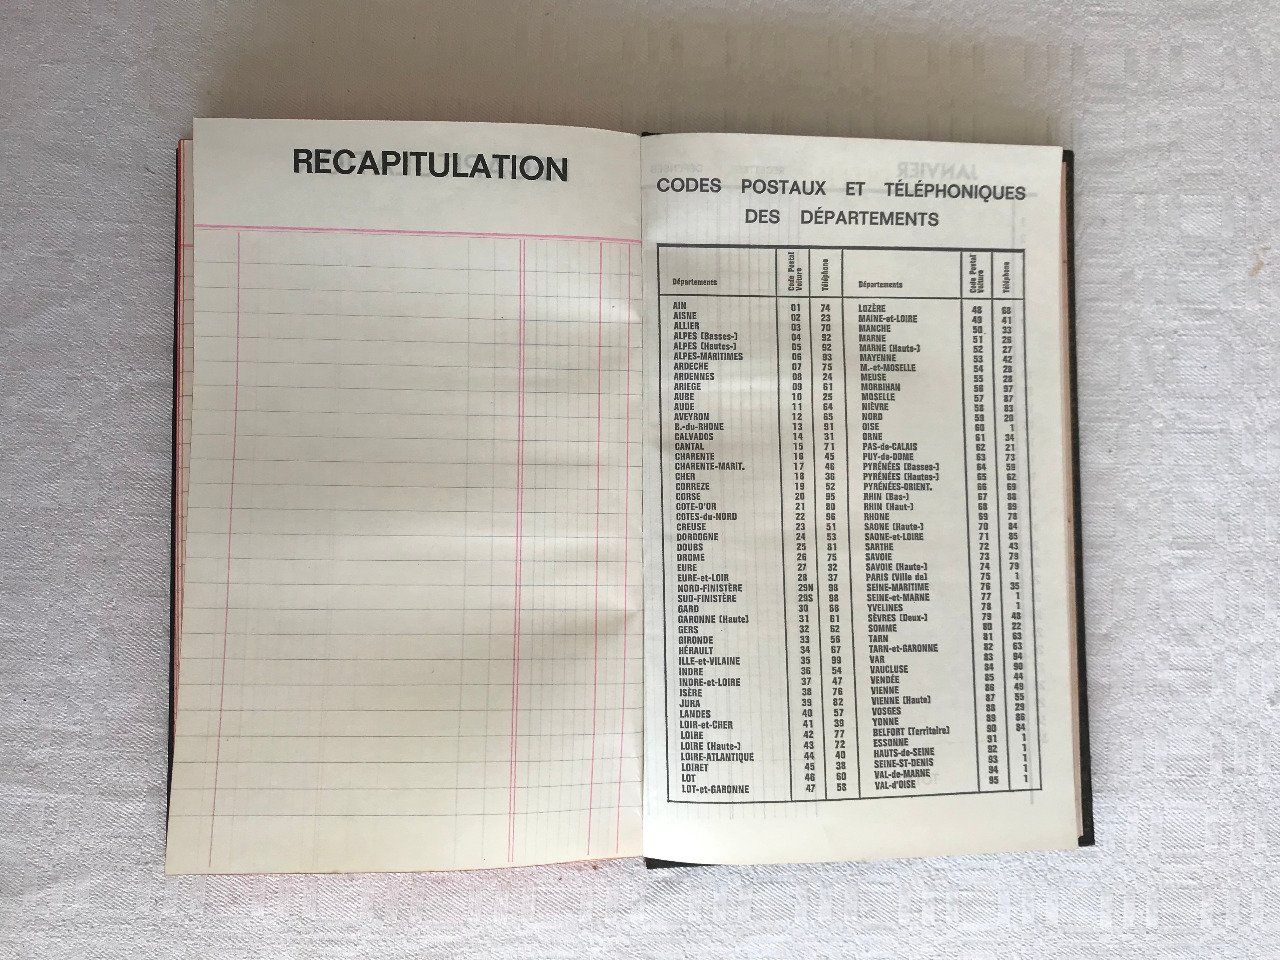 RECAPITULATION
CODES POSTAUX ET TÉLÉPHONIQUES
DES DÉPARTEMENTS
Départements Code Postal Voiture Téléphone Départements Code Postal Voiture Téléphone
AIN 01 74 LOZÈRE 48 68
AISNE 02 23 MAINE-et-LOIRE 49 41
ALLIER 03 70 MANCHE 50 33
ALPES (Basses-) 04 92 MARNE 51 26
ALPES (Hautes-) 05 92 MARNE (Haute-) 52 27
ALPES-MARITIMES 06 93 MAYENNE 53 42
ARDECHE 07 75 M.-et-MOSELLE 54 28
ARDENNES 08 24 MEUSE 55 28
ARIEGE 09 61 MORBIHAN 56 97
AUBE 10 25 MOSELLE 57 87
AUDE 11 64 NIÈVRE 58 83
AVEYRON 12 65 NORD 59 20
B.-du-RHONE 13 91 OISE 60 1
CALVADOS 14 31 ORNE 61 34
CANTAL 15 71 PAS-de-CALAIS 62 21
CHARENTE 16 45 PUY-de-DOME 63 73
CHARENTE-MARIT. 17 46 PYRÉNÉES (Basses-) 64 59
CHER 18 36 PYRÉNÉES (Hautes-) 65 62
CORREZE 19 52 PYRÉNÉES-ORIENT. 66 69
CORSE 20 95 RHIN (Bas-) 67 88
COTE-D'OR 21 80 RHIN (Haut-) 68 89
COTES-du-NORD 22 96 RHONE 69 78
CREUSE 23 51 SAONE (Haute-) 70 84
DORDOGNE 24 53 SAONE-et-LOIRE 71 85
DOUBS 25 81 SARTHE 72 43
DROME 26 75 SAVOIE 73 79
EURE 27 32 SAVOIE (Haute-) 74 79
EURE-et-LOIR 28 37 PARIS (Ville de) 75 1
NORD-FINISTÈRE 29N 98 SEINE-MARITIME 76 35
SUD-FINISTÈRE 29S 98 SEINE-et-MARNE 77 1
GARD 30 66 YVELINES 78 1
GARONNE (Haute) 31 61 SÈVRES (Deux-) 79 48
GERS 32 62 SOMME 80 22
GIRONDE 33 56 TARN 81 63
HÉRAULT 34 67 TARN-et-GARONNE 82 63
ILLE-et-VILAINE 35 99 VAR 83 94
INDRE 36 54 VAUCLUSE 84 90
INDRE-et-LOIRE 37 47 VENDÉE 85 44
ISÈRE 38 76 VIENNE 86 49
JURA 39 82 VIENNE (Haute) 87 55
LANDES 40 57 VOSGES 88 29
LOIR-et-CHER 41 39 YONNE 89 86
LOIRE 42 77 BELFORT (Territoire) 90 84
LOIRE (Haute-) 43 72 ESSONNE 91 1
LOIRE-ATLANTIQUE 44 40 HAUTS-de-SEINE 92 1
LOIRET 45 38 SEINE-ST-DENIS 93 1
LOT 46 60 VAL-de-MARNE 94 1
LOT-et-GARONNE 47 58 VAL-d'OISE 95 1